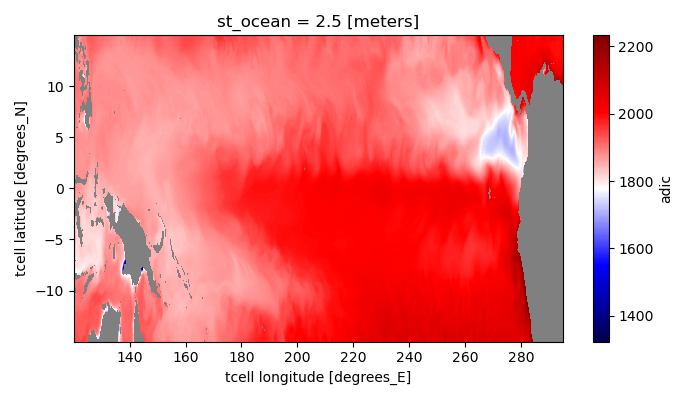 st_ocean = 2.5 [meters]
10
5
0
−5
−10
tcell latitude [degrees_N]
140 160 180 200 220 240 260 280
tcell longitude [degrees_E]
2200
2000
1800
1600
1400
adic